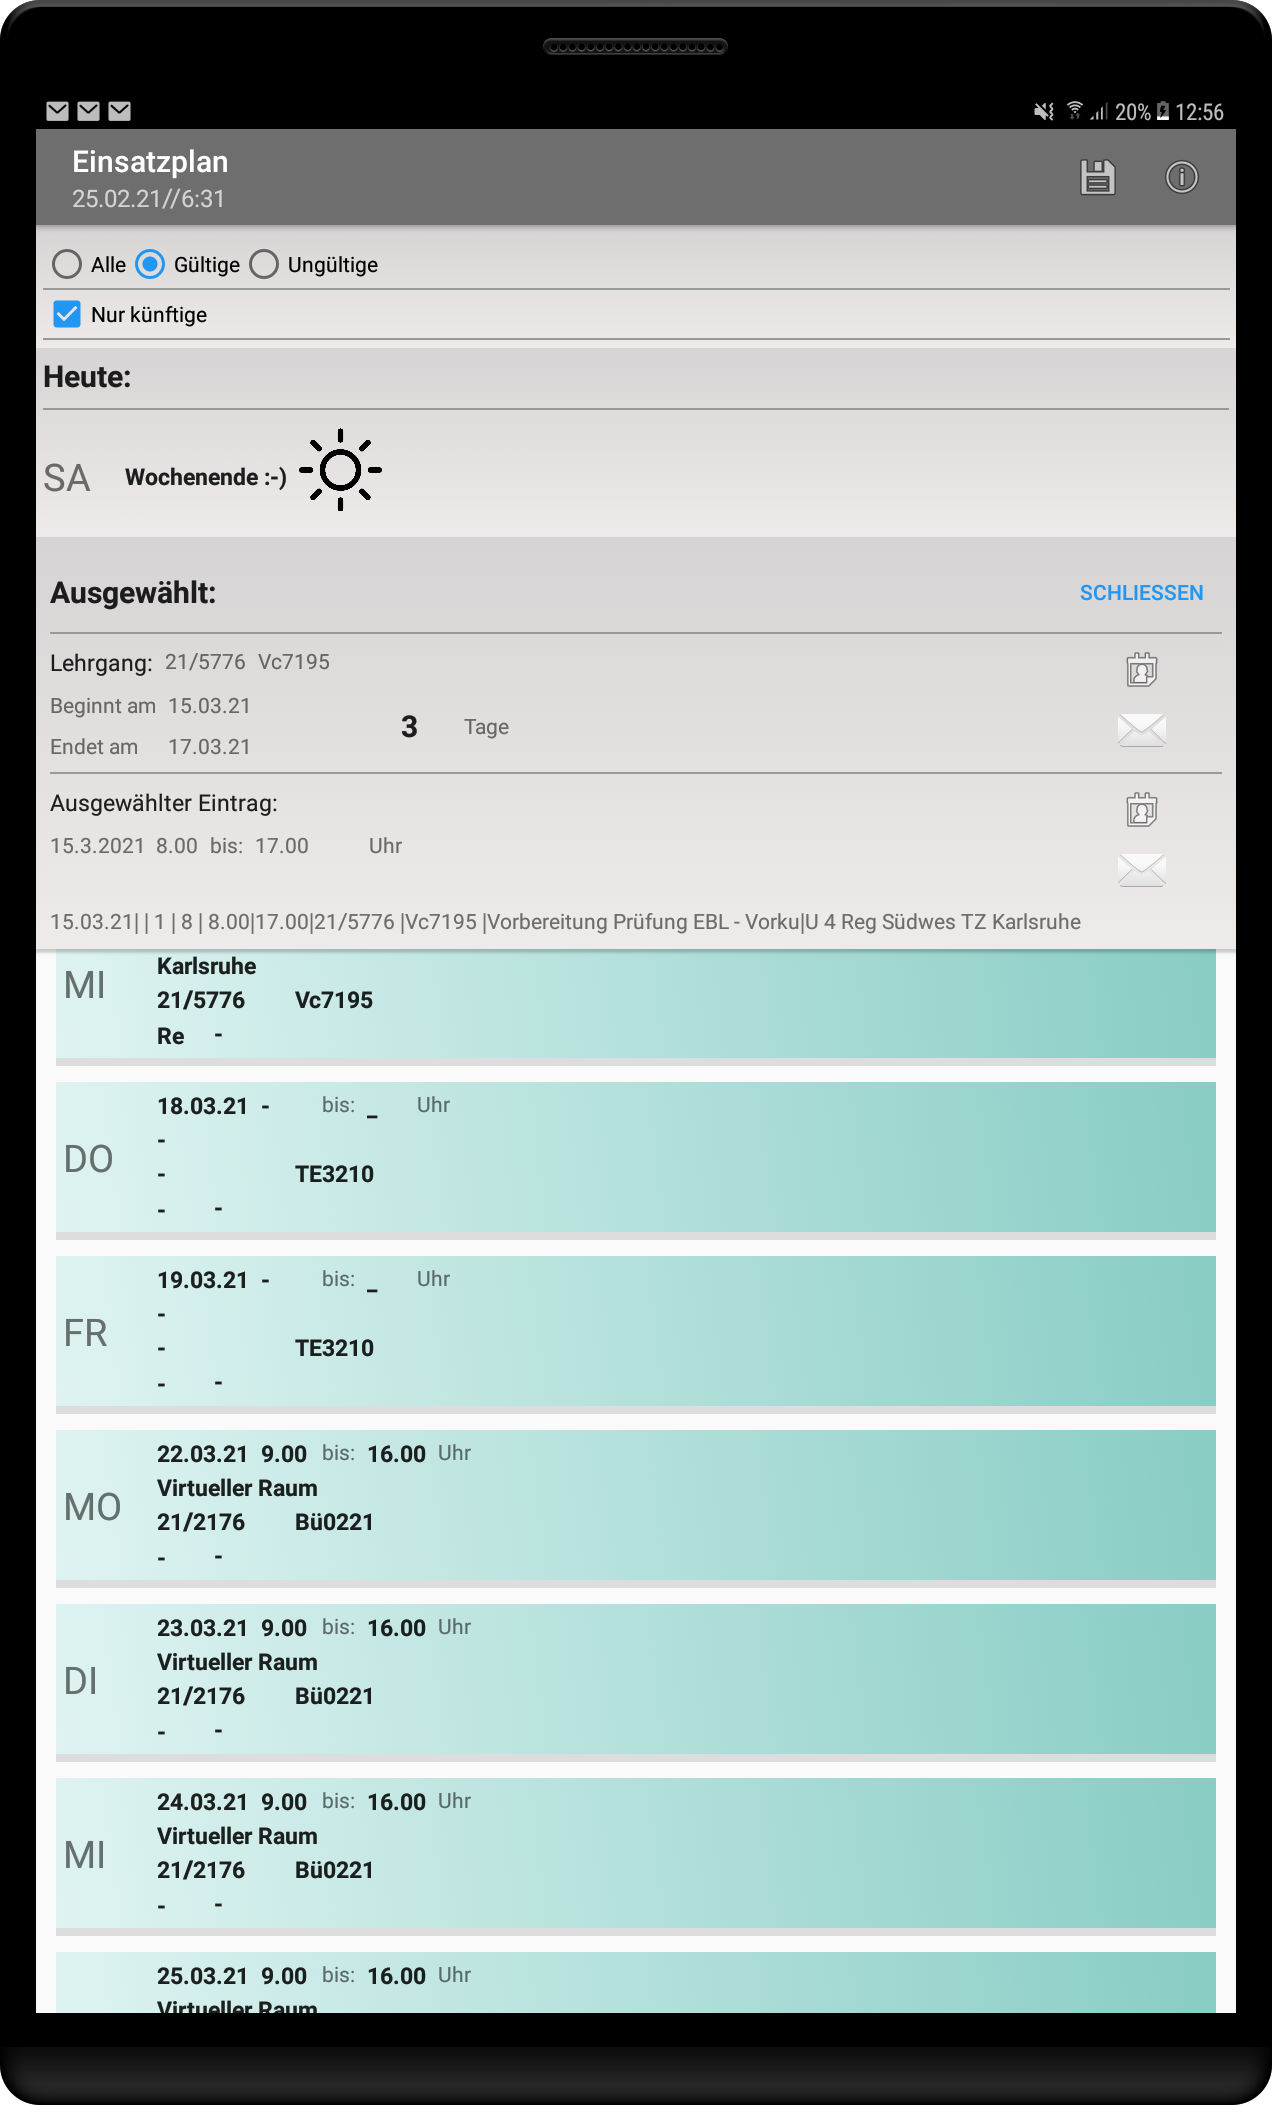 20% 12:56
Einsatzplan
25.02.21//6:31
Alle Gültige Ungültige
Nur künftige
Heute:
SA Wochenende :-)
Ausgewählt: SCHLIESSEN
Lehrgang: 21/5776 Vc7195
Beginnt am 15.03.21
3 Tage
Endet am 17.03.21
Ausgewählter Eintrag:
15.3.2021 8.00 bis: 17.00 Uhr
15.03.21| | 1 | 8 | 8.00|17.00|21/5776 |Vc7195 |Vorbereitung Prüfung EBL - Vorku|U 4 Reg Südwes TZ Karlsruhe
MI Karlsruhe
21/5776 Vc7195
Re -
DO 18.03.21 - bis: _ Uhr
-
- TE3210
- -
FR 19.03.21 - bis: _ Uhr
-
- TE3210
- -
MO 22.03.21 9.00 bis: 16.00 Uhr
Virtueller Raum
21/2176 Bü0221
- -
DI 23.03.21 9.00 bis: 16.00 Uhr
Virtueller Raum
21/2176 Bü0221
- -
MI 24.03.21 9.00 bis: 16.00 Uhr
Virtueller Raum
21/2176 Bü0221
- -
25.03.21 9.00 bis: 16.00 Uhr
Virtueller Raum